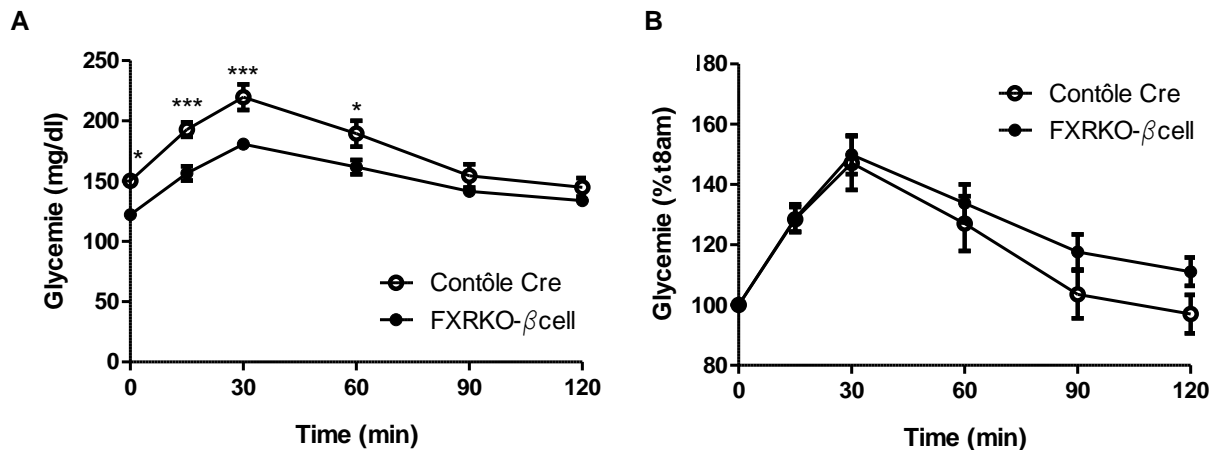 A
Glycemie (mg/dl)
250
200
150
100
50
0
*
***
***
*
Contôle Cre
FXRKO-βcell
0 30 60 90 120
Time (min)
B
Glycemie (%t8am)
180
160
140
120
100
80
Contôle Cre
FXRKO-βcell
0 30 60 90 120
Time (min)